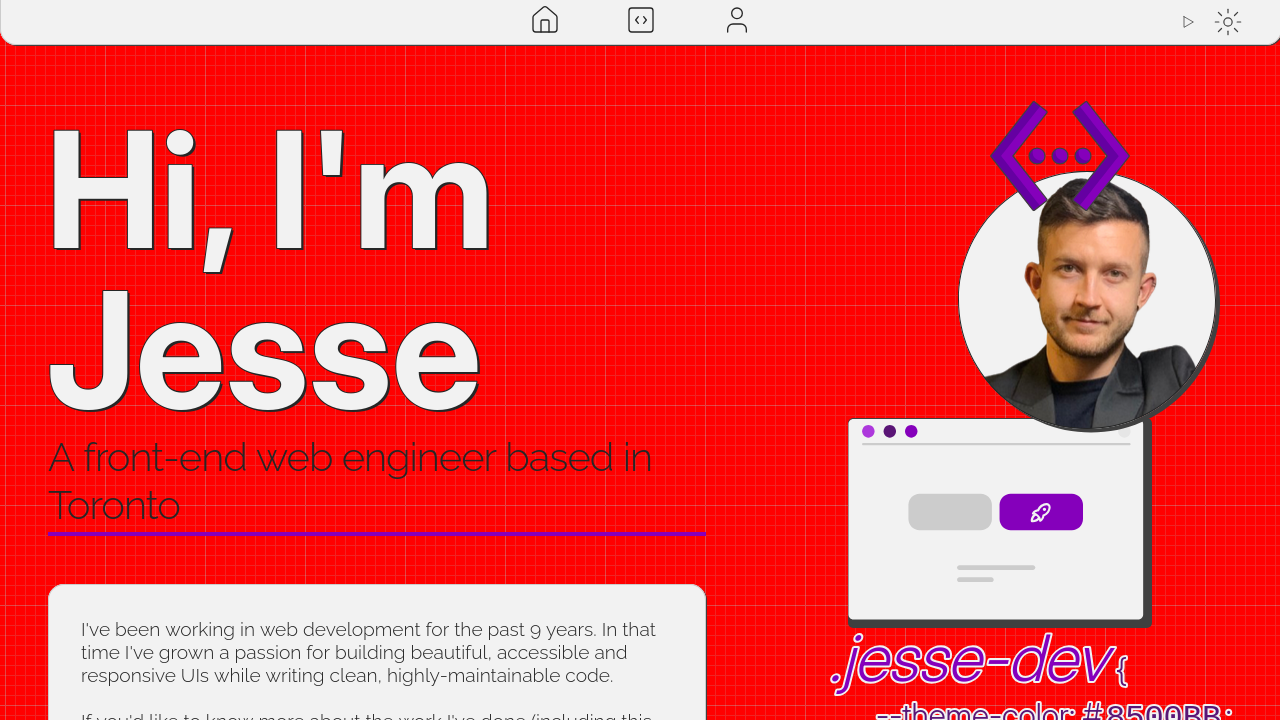 Hi, I'm
Jesse
A front-end web engineer based in
Toronto
I've been working in web development for the past 9 years. In that
time I've grown a passion for building beautiful, accessible and
responsive UIs while writing clean, highly-maintainable code.
If you'd like to know more about the work I've done (including this
.jesse-dev {
--theme-color: #8500BB;